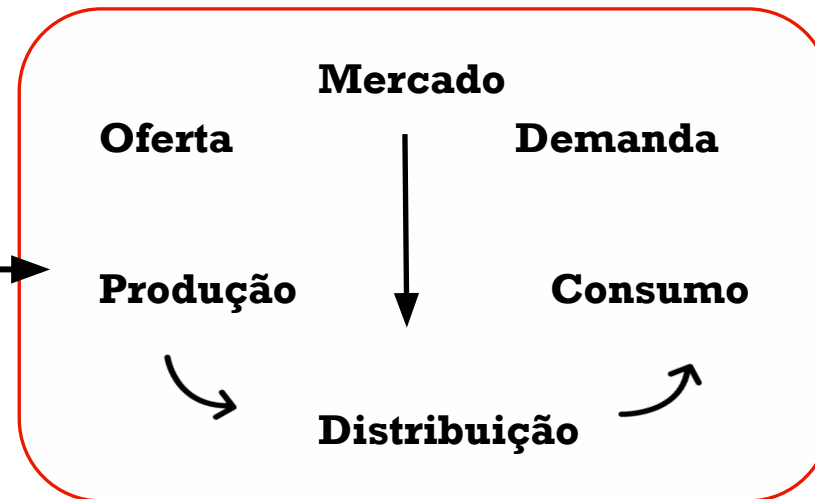 Mercado
Oferta
Demanda
Produção
Consumo
Distribuição